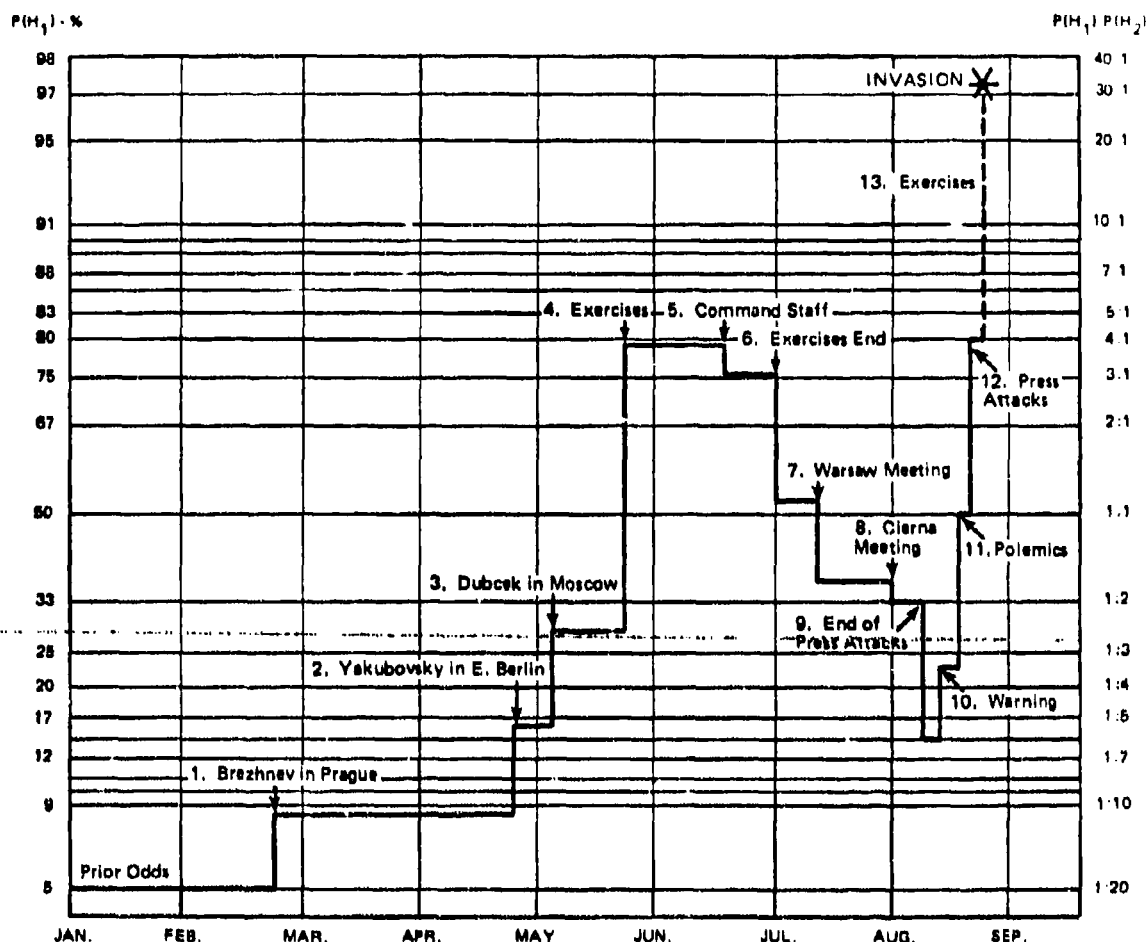 P(H1) - %
P(H1) P(H2)
98
40 1
INVASION
97
30 1
95
20 1
13. Exercises
91
10 1
88
7 1
4. Exercises
5. Command Staff
83
5:1
80
4 1
6. Exercises End
75
3.1
12. Press
Attacks
67
2:1
7. Warsaw Meeting
50
1.1
8. Cierna
Meeting
11. Polemics
3. Dubcek in Moscow
33
1:2
9. End of
Press Attacks
25
1:3
2. Yakubovsky in E. Berlin
20
1:4
10. Warning
17
1:5
12
1.7
1. Brezhnev in Prague
9
1:10
Prior Odds
5
1:20
JAN. FEB. MAR. APR. MAY JUN. JUL. AUG. SEP.